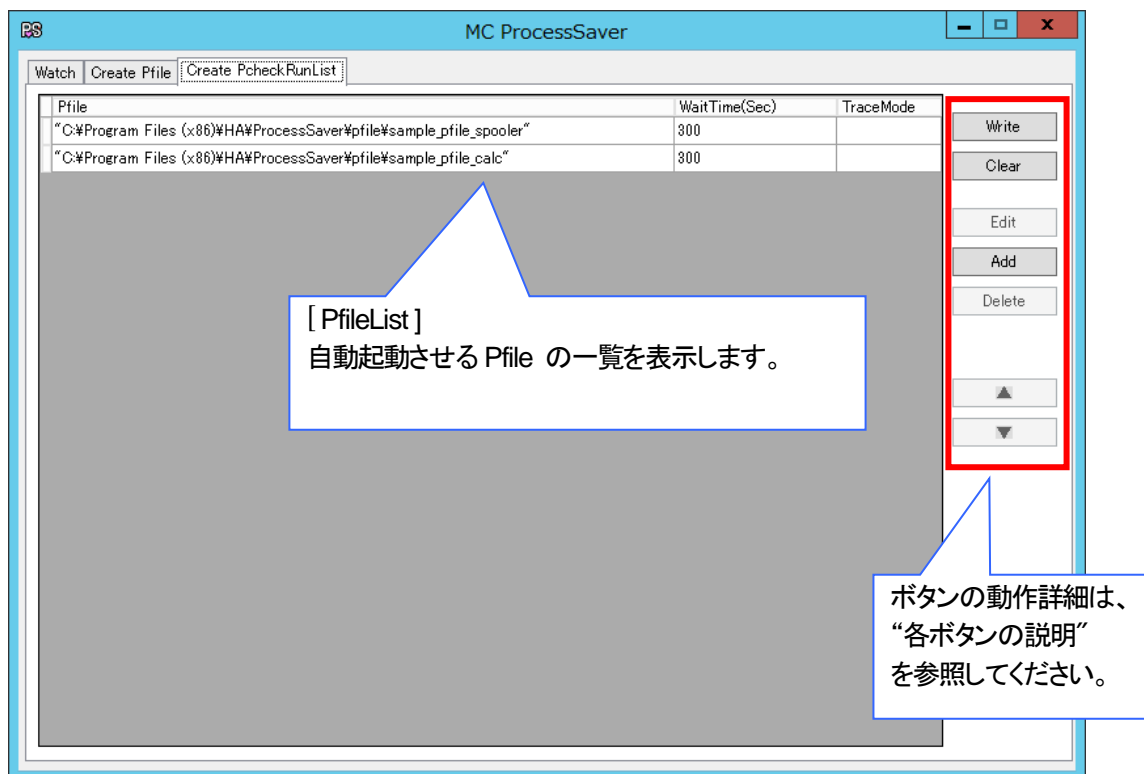 MC ProcessSaver
Watch Create Pfile Create PcheckRunList
Pfile WaitTime(Sec) TraceMode
"C:¥Program Files (x86)¥HA¥ProcessSaver¥pfile¥sample_pfile_spooler" 300
"C:¥Program Files (x86)¥HA¥ProcessSaver¥pfile¥sample_pfile_calc" 300
Write
Clear
Edit
Add
Delete
▲
▼
[ PfileList ]
自動起動させる Pfile の一覧を表示します。
ボタンの動作詳細は、
“各ボタンの説明”
を参照してください。